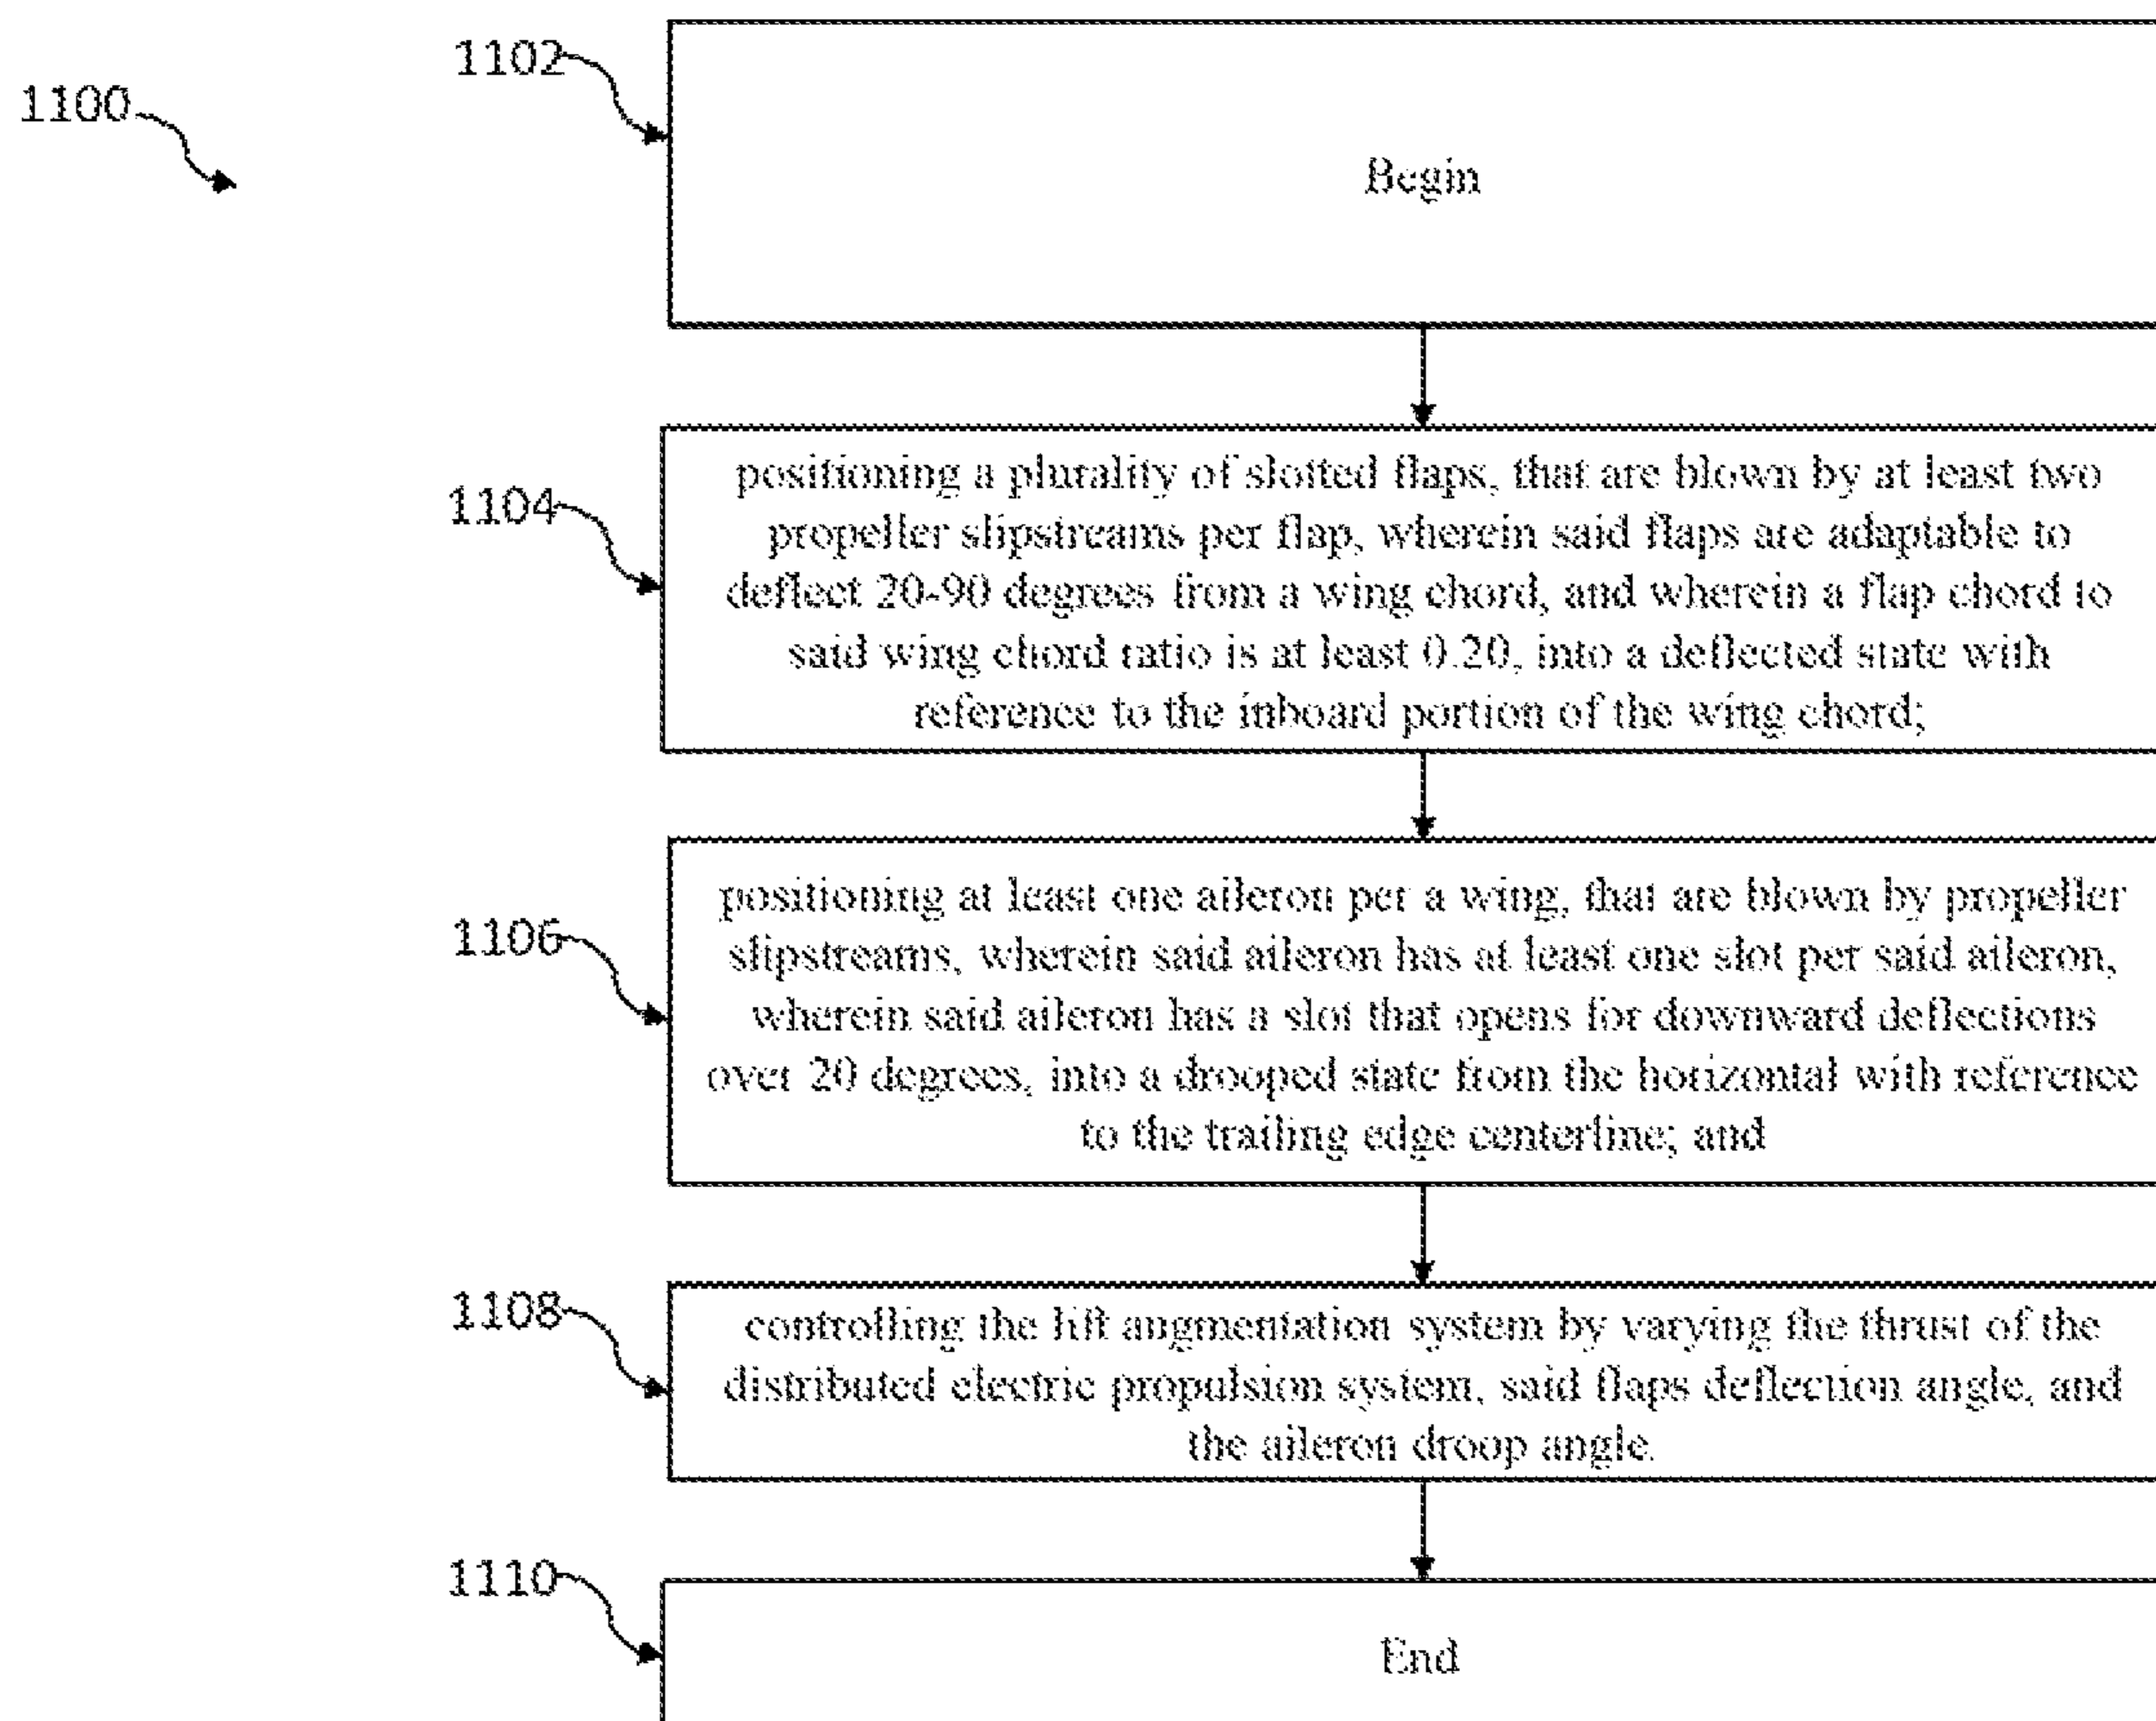 1100
1102
Begin
1104
positioning a plurality of slotted flaps, that are blown by at least two
propeller slipstreams per flap, wherein said flaps are adaptable to
deflect 20-90 degrees from a wing chord, and wherein a flap chord to
said wing chord ratio is at least 0.20, into a deflected state with
reference to the inboard portion of the wing chord;
1106
positioning at least one aileron per a wing, that are blown by propeller
slipstreams, wherein said aileron has at least one slot per said aileron,
wherein said aileron has a slot that opens for downward deflections
over 20 degrees, into a drooped state from the horizontal with reference
to the trailing edge centerline; and
1108
controlling the lift augmentation system by varying the thrust of the
distributed electric propulsion system, said flaps deflection angle, and
the aileron droop angle.
1110
End